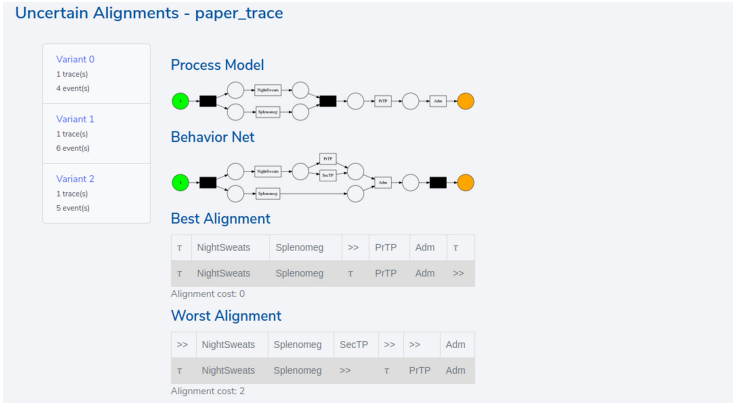 Uncertain Alignments - paper_trace
Variant 0
1 trace(s)
4 event(s)
Variant 1
1 trace(s)
6 event(s)
Variant 2
1 trace(s)
5 event(s)
Process Model
NightSweats
Splenomeg
PrTP
Adm
Behavior Net
PrTP
NightSweats
SecTP
Adm
Splenomeg
Best Alignment
τ NightSweats Splenomeg >> PrTP Adm τ
τ NightSweats Splenomeg τ PrTP Adm >>
Alignment cost: 0
Worst Alignment
>> NightSweats Splenomeg SecTP >> >> Adm
τ NightSweats Splenomeg >> τ PrTP Adm
Alignment cost: 2